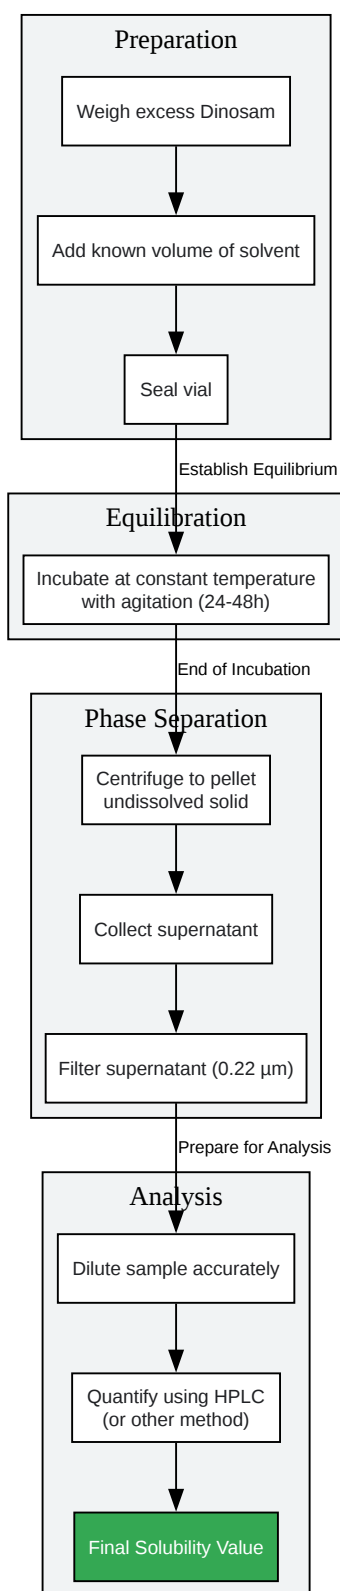 Preparation
Weigh excess Dinosam
Add known volume of solvent
Seal vial
Establish Equilibrium
Equilibration
Incubate at constant temperature
with agitation (24-48h)
End of Incubation
Phase Separation
Centrifuge to pellet
undissolved solid
Collect supernatant
Filter supernatant (0.22 µm)
Prepare for Analysis
Analysis
Dilute sample accurately
Quantify using HPLC
(or other method)
Final Solubility Value